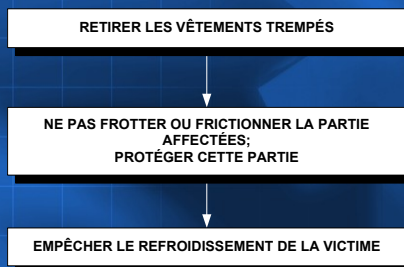 RETIRER LES VÊTEMENTS TREMPÉS
NE PAS FROTTER OU FRICTIONNER LA PARTIE
AFFECTÉES;
PROTÉGER CETTE PARTIE
EMPÊCHER LE REFROIDISSEMENT DE LA VICTIME